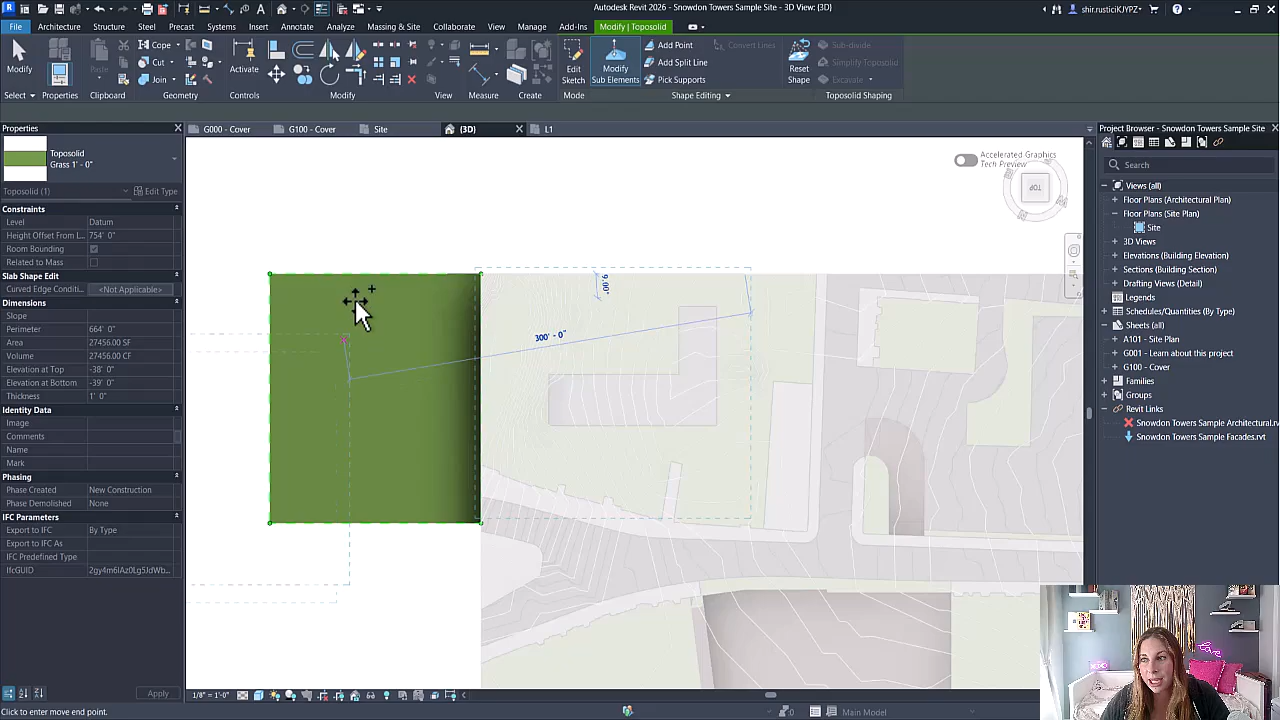 Autodesk Revit 2026 - Snowdon Towers Sample Site - 3D View: {3D}
shir.rusticiKJYPZ
File Architecture Structure Steel Precast Systems Insert Annotate Analyze Massing & Site Collaborate View Manage Add-Ins Modify | Toposolid
Modify
Select
Properties
Paste
Clipboard
Cope
Cut
Join
Geometry
Activate
Controls
Modify
View
Measure
Create
Edit
Sketch
Mode
Modify
Sub Elements
Add Point
Add Split Line
Pick Supports
Convert Lines
Shape Editing
Reset
Shape
Sub-divide
Simplify Toposolid
Excavate
Toposolid Shaping
Properties
Toposolid
Grass 1' - 0"
Toposolid (1)
Edit Type
Constraints
Level Datum
Height Offset From L... 754' 0"
Room Bounding
Related to Mass
Slab Shape Edit
Curved Edge Conditi... <Not Applicable>
Dimensions
Slope
Perimeter 664' 0"
Area 27456.00 SF
Volume 27456.00 CF
Elevation at Top -38' 0"
Elevation at Bottom -39' 0"
Thickness 1' 0"
Identity Data
Image
Comments
Name
Mark
Phasing
Phase Created New Construction
Phase Demolished None
IFC Parameters
Export to IFC By Type
Export to IFC As
IFC Predefined Type
IfcGUID
Apply
G000 - Cover
G100 - Cover
Site
{3D}
L1
Accelerated Graphics
Tech Preview
TOP
300' - 0"
9.00°
Project Browser - Snowdon Towers Sample Site
Search
Views (all)
Floor Plans (Architectural Plan)
Floor Plans (Site Plan)
Site
3D Views
Elevations (Building Elevation)
Sections (Building Section)
Drafting Views (Detail)
Legends
Schedules/Quantities (By Type)
Sheets (all)
A101 - Site Plan
G001 - Learn about this project
G100 - Cover
Families
Groups
Revit Links
Snowdon Towers Sample Architectural.rv
Snowdon Towers Sample Facades.rvt
1/8" = 1'-0"
Click to enter move end point.
:0
Main Model